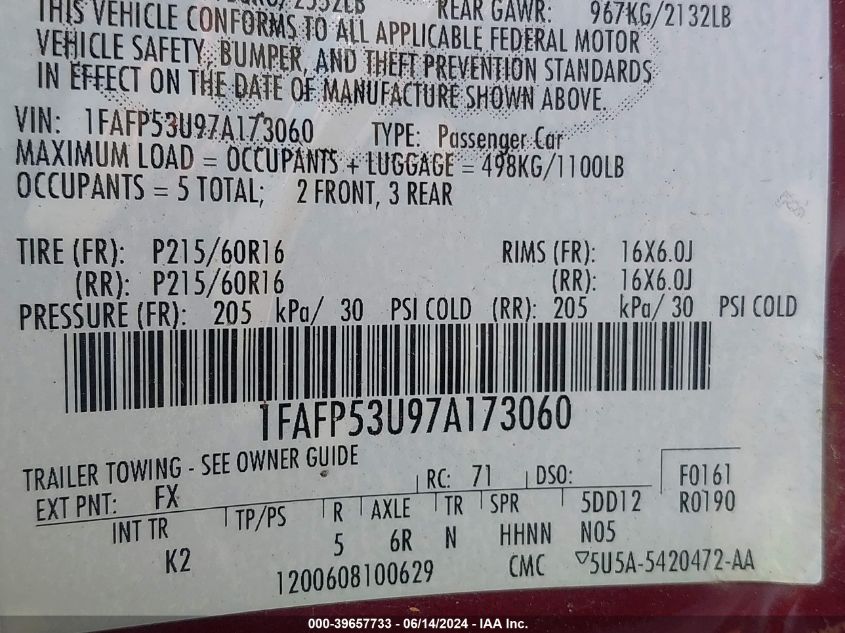 2552LB REAR GAWR: 967KG/2132LB
THIS VEHICLE CONFORMS TO ALL APPLICABLE FEDERAL MOTOR
VEHICLE SAFETY, BUMPER, AND THEFT PREVENTION STANDARDS
IN EFFECT ON THE DATE OF MANUFACTURE SHOWN ABOVE.
VIN: 1FAFP53U97A173060 TYPE: Passenger Car
MAXIMUM LOAD = OCCUPANTS + LUGGAGE = 498KG/1100LB
OCCUPANTS = 5 TOTAL; 2 FRONT, 3 REAR
TIRE (FR): P215/60R16 RIMS (FR): 16X6.0J
(RR): P215/60R16 (RR): 16X6.0J
PRESSURE (FR): 205 kPa/ 30 PSI COLD (RR): 205 kPa/ 30 PSI COLD
1FAFP53U97A173060
TRAILER TOWING - SEE OWNER GUIDE
EXT PNT: FX RC: 71 DSO: F0161
INT TR TP/PS R AXLE TR SPR 5DD12 R0190
K2 5 6R N HHNN N05
1200608100629 CMC ▽5U5A-5420472-AA
000-39657733 - 06/14/2024 - IAA Inc.